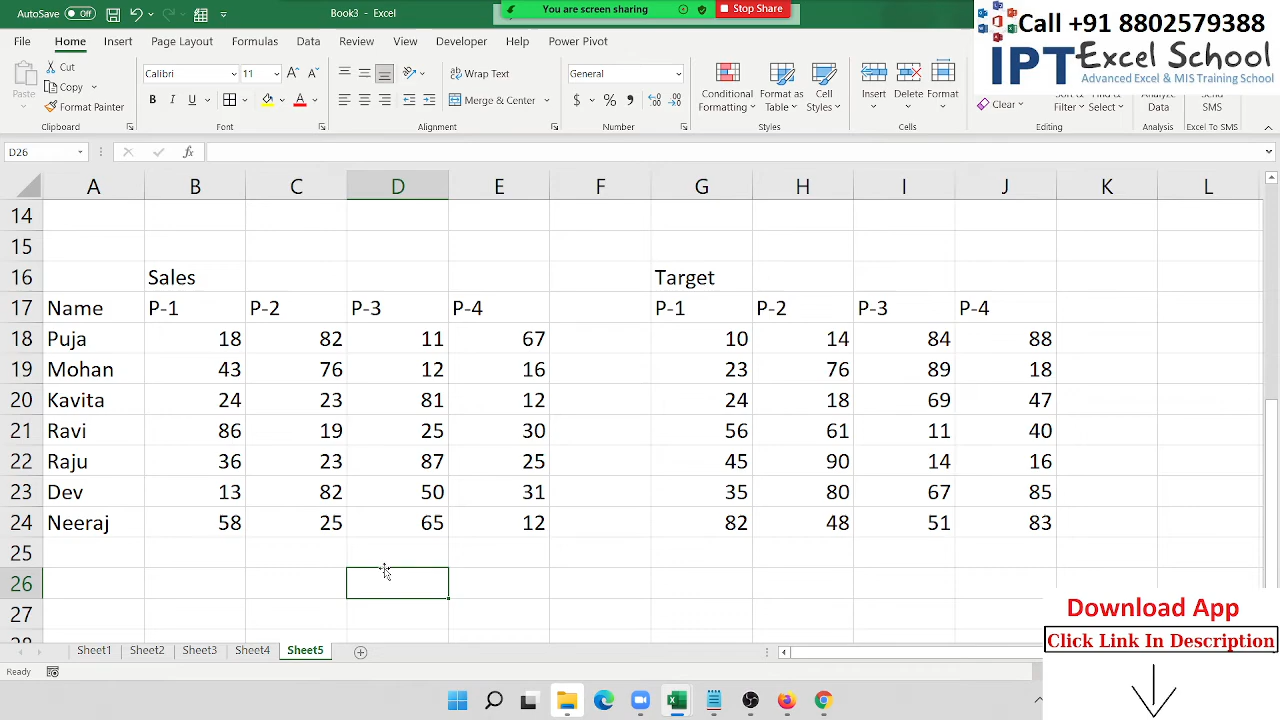 AutoSave Off Book3 - Excel You are screen sharing Stop Share
Call +91 8802579388
IPT Excel School
Advanced Excel & MIS Training School
File Home Insert Page Layout Formulas Data Review View Developer Help Power Pivot
Paste Cut Copy Format Painter
Calibri 11 Wrap Text Merge & Center General
B I U
$ % 9
Conditional Formatting Format as Table Cell Styles Insert Delete Format Clear Filter Select Data
Clipboard Font Alignment Number Styles Cells Editing Analysis Excel To SMS
D26 fx
A B C D E F G H I J K L
14
15
16 Sales Target
17 Name P-1 P-2 P-3 P-4 P-1 P-2 P-3 P-4
18 Puja 18 82 11 67 10 14 84 88
19 Mohan 43 76 12 16 23 76 89 18
20 Kavita 24 23 81 12 24 18 69 47
21 Ravi 86 19 25 30 56 61 11 40
22 Raju 36 23 87 25 45 90 14 16
23 Dev 13 82 50 31 35 80 67 85
24 Neeraj 58 25 65 12 82 48 51 83
25
26
27
Download App
Click Link In Description
Sheet1 Sheet2 Sheet3 Sheet4 Sheet5
Ready